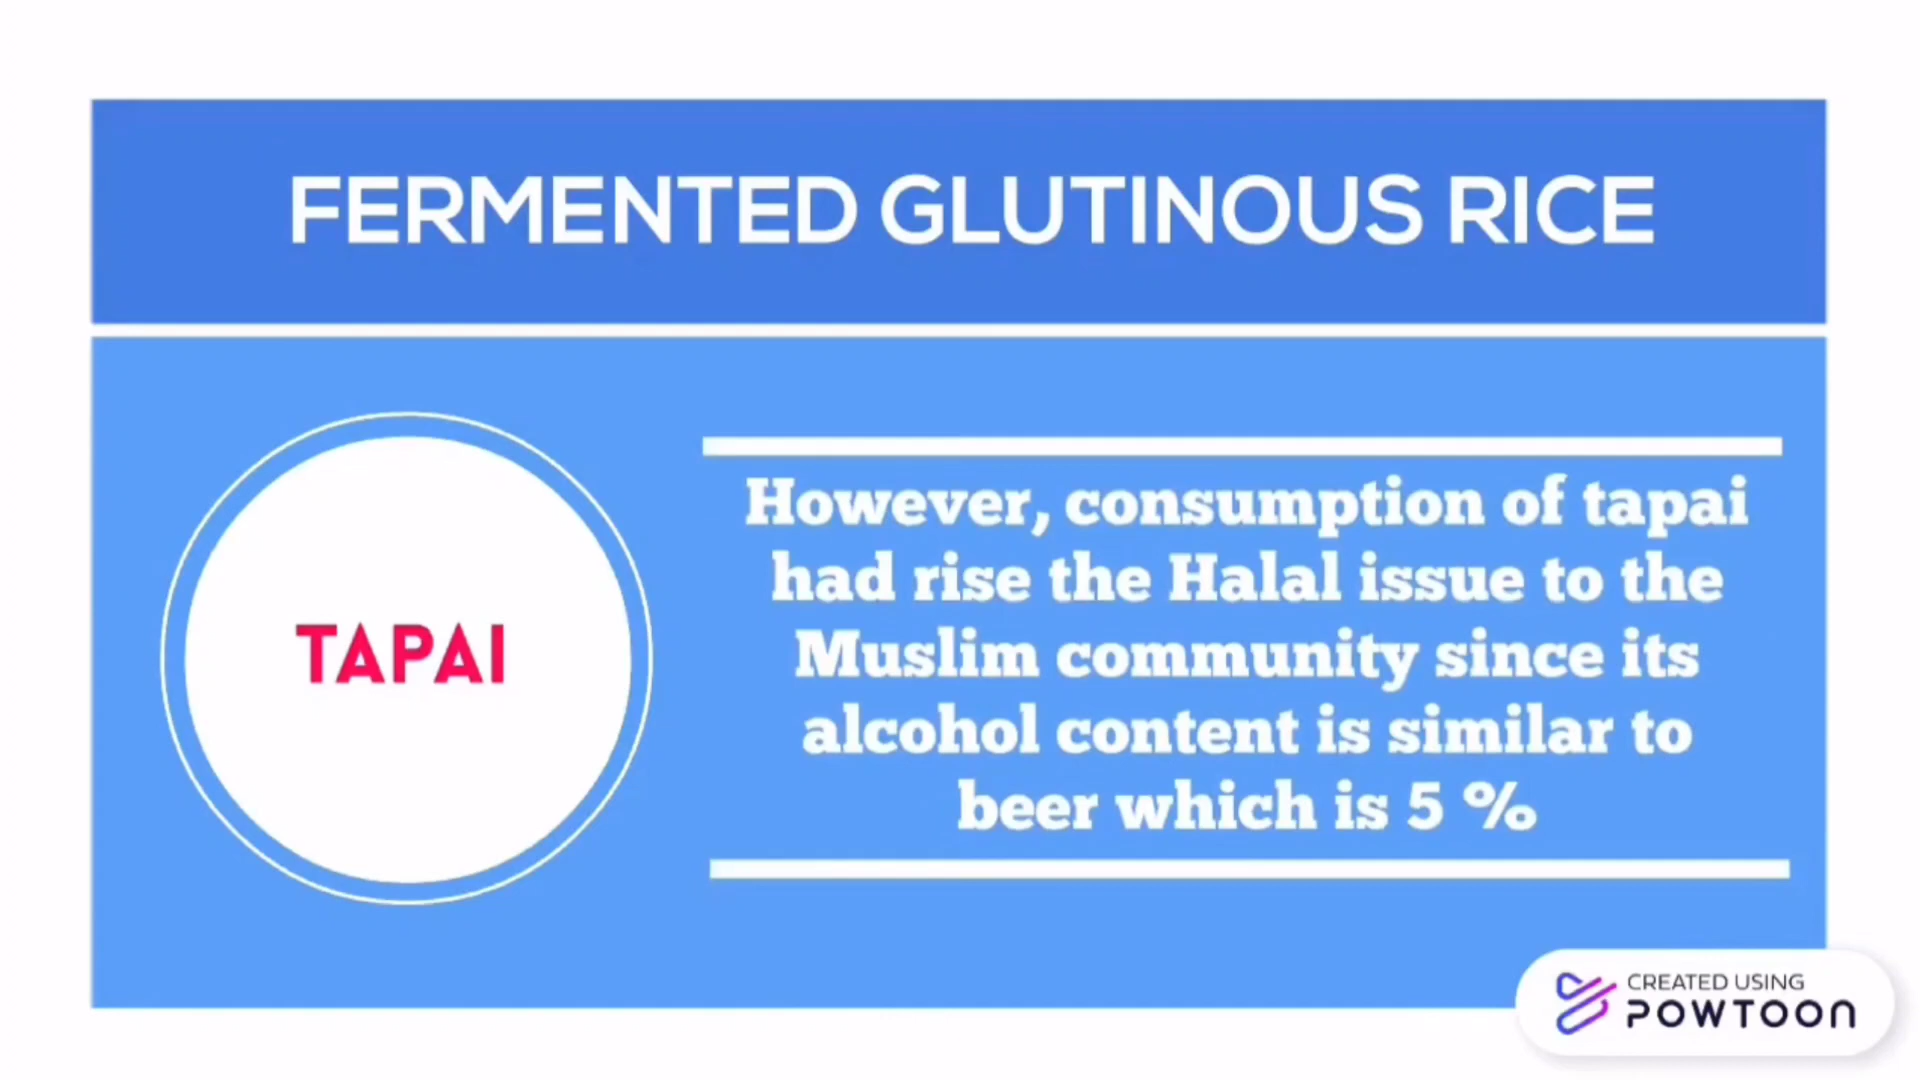 FERMENTED GLUTINOUS RICE
TAPAI
However, consumption of tapai
had rise the Halal issue to the
Muslim community since its
alcohol content is similar to
beer which is 5 %
CREATED USING
POWTOON